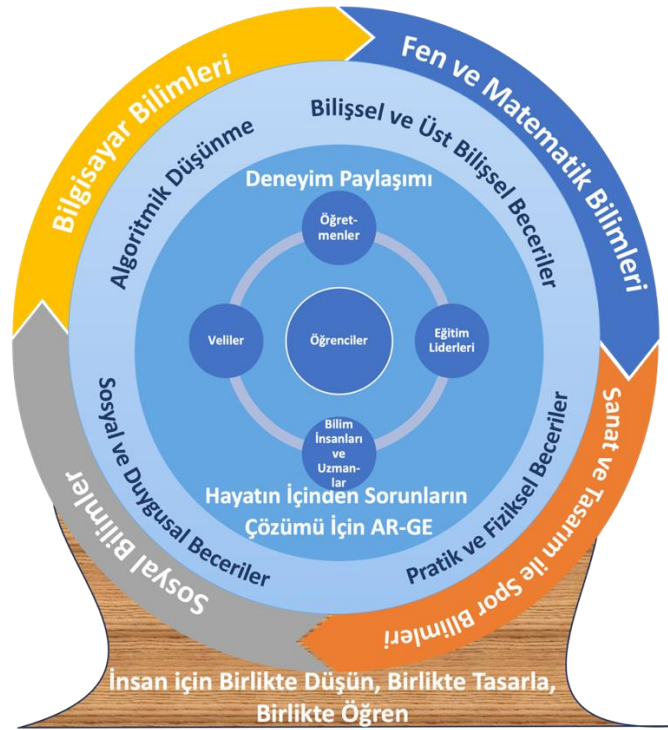 Bilgisayar Bilimleri
Fen ve Matematik Bilimleri
Algoritmik Düşünme
Bilişsel ve Üst Bilişsel Beceriler
Deneyim Paylaşımı
Öğret-
menler
Veliler
Öğrenciler
Eğitim
Liderleri
Bilim
İnsanları
ve
Uzman-
lar
Hayatın İçinden Sorunların
Çözümü İçin AR-GE
Sosyal ve Duygusal Beceriler
Pratik ve Fiziksel Beceriler
Sosyal Bilimler
Sanat ve Tasarım ile Spor Bilimleri
İnsan için Birlikte Düşün, Birlikte Tasarla,
Birlikte Öğren